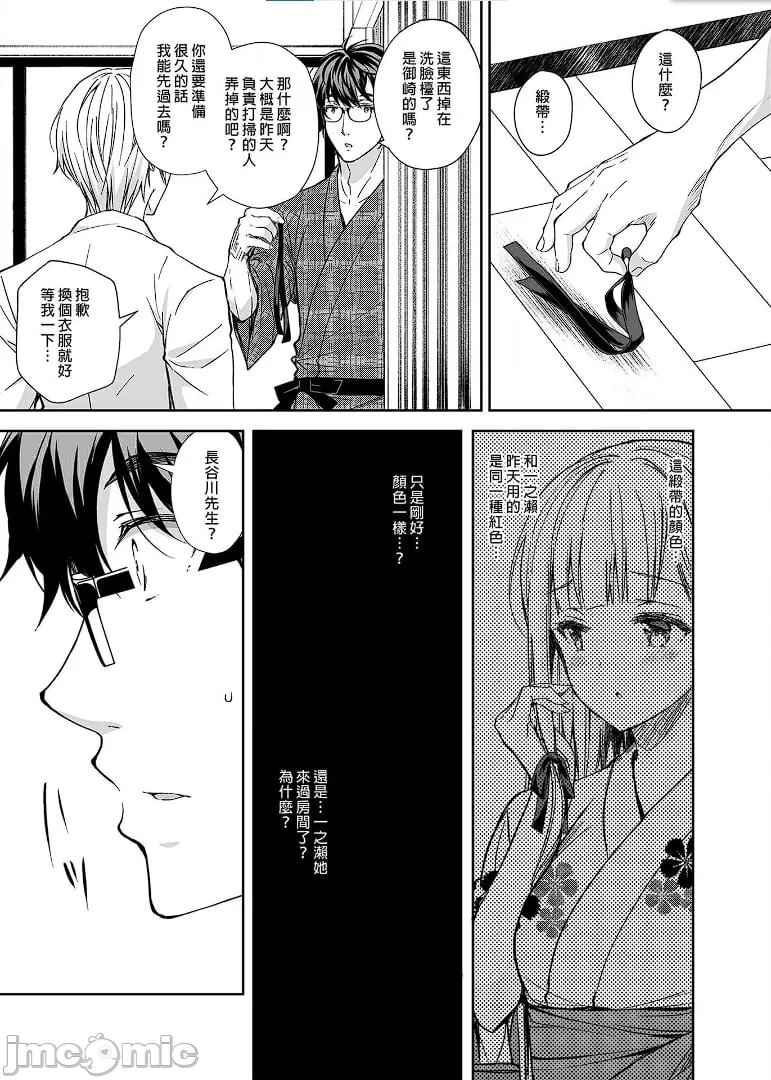 這什麼？
緞帶…
這東西掉在
洗臉檯了
是御崎的嗎？
那什麼啊？
大概是昨天
負責打掃的人
弄掉的吧？
你還要準備
很久的話
我能先過去嗎？
抱歉
換個衣服就好
等我一下…
這緞帶的顏色…
和一之瀨
昨天用的
是同一種紅色…
只是剛好…
顏色一樣…？
還是…一之瀨她
來過房間了？
為什麼？
長谷川先生？
jmcomic